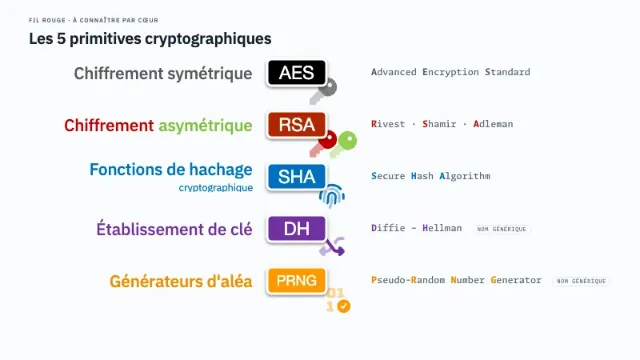 FIL ROUGE - À CONNAÎTRE PAR CŒUR
Les 5 primitives cryptographiques
Chiffrement symétrique AES Advanced Encryption Standard
Chiffrement asymétrique RSA Rivest · Shamir · Adleman
Fonctions de hachage SHA Secure Hash Algorithm
cryptographique
Établissement de clé DH Diffie – Hellman NOM GÉNÉRIQUE
Générateurs d'aléa PRNG Pseudo-Random Number Generator NOM GÉNÉRIQUE
01
1